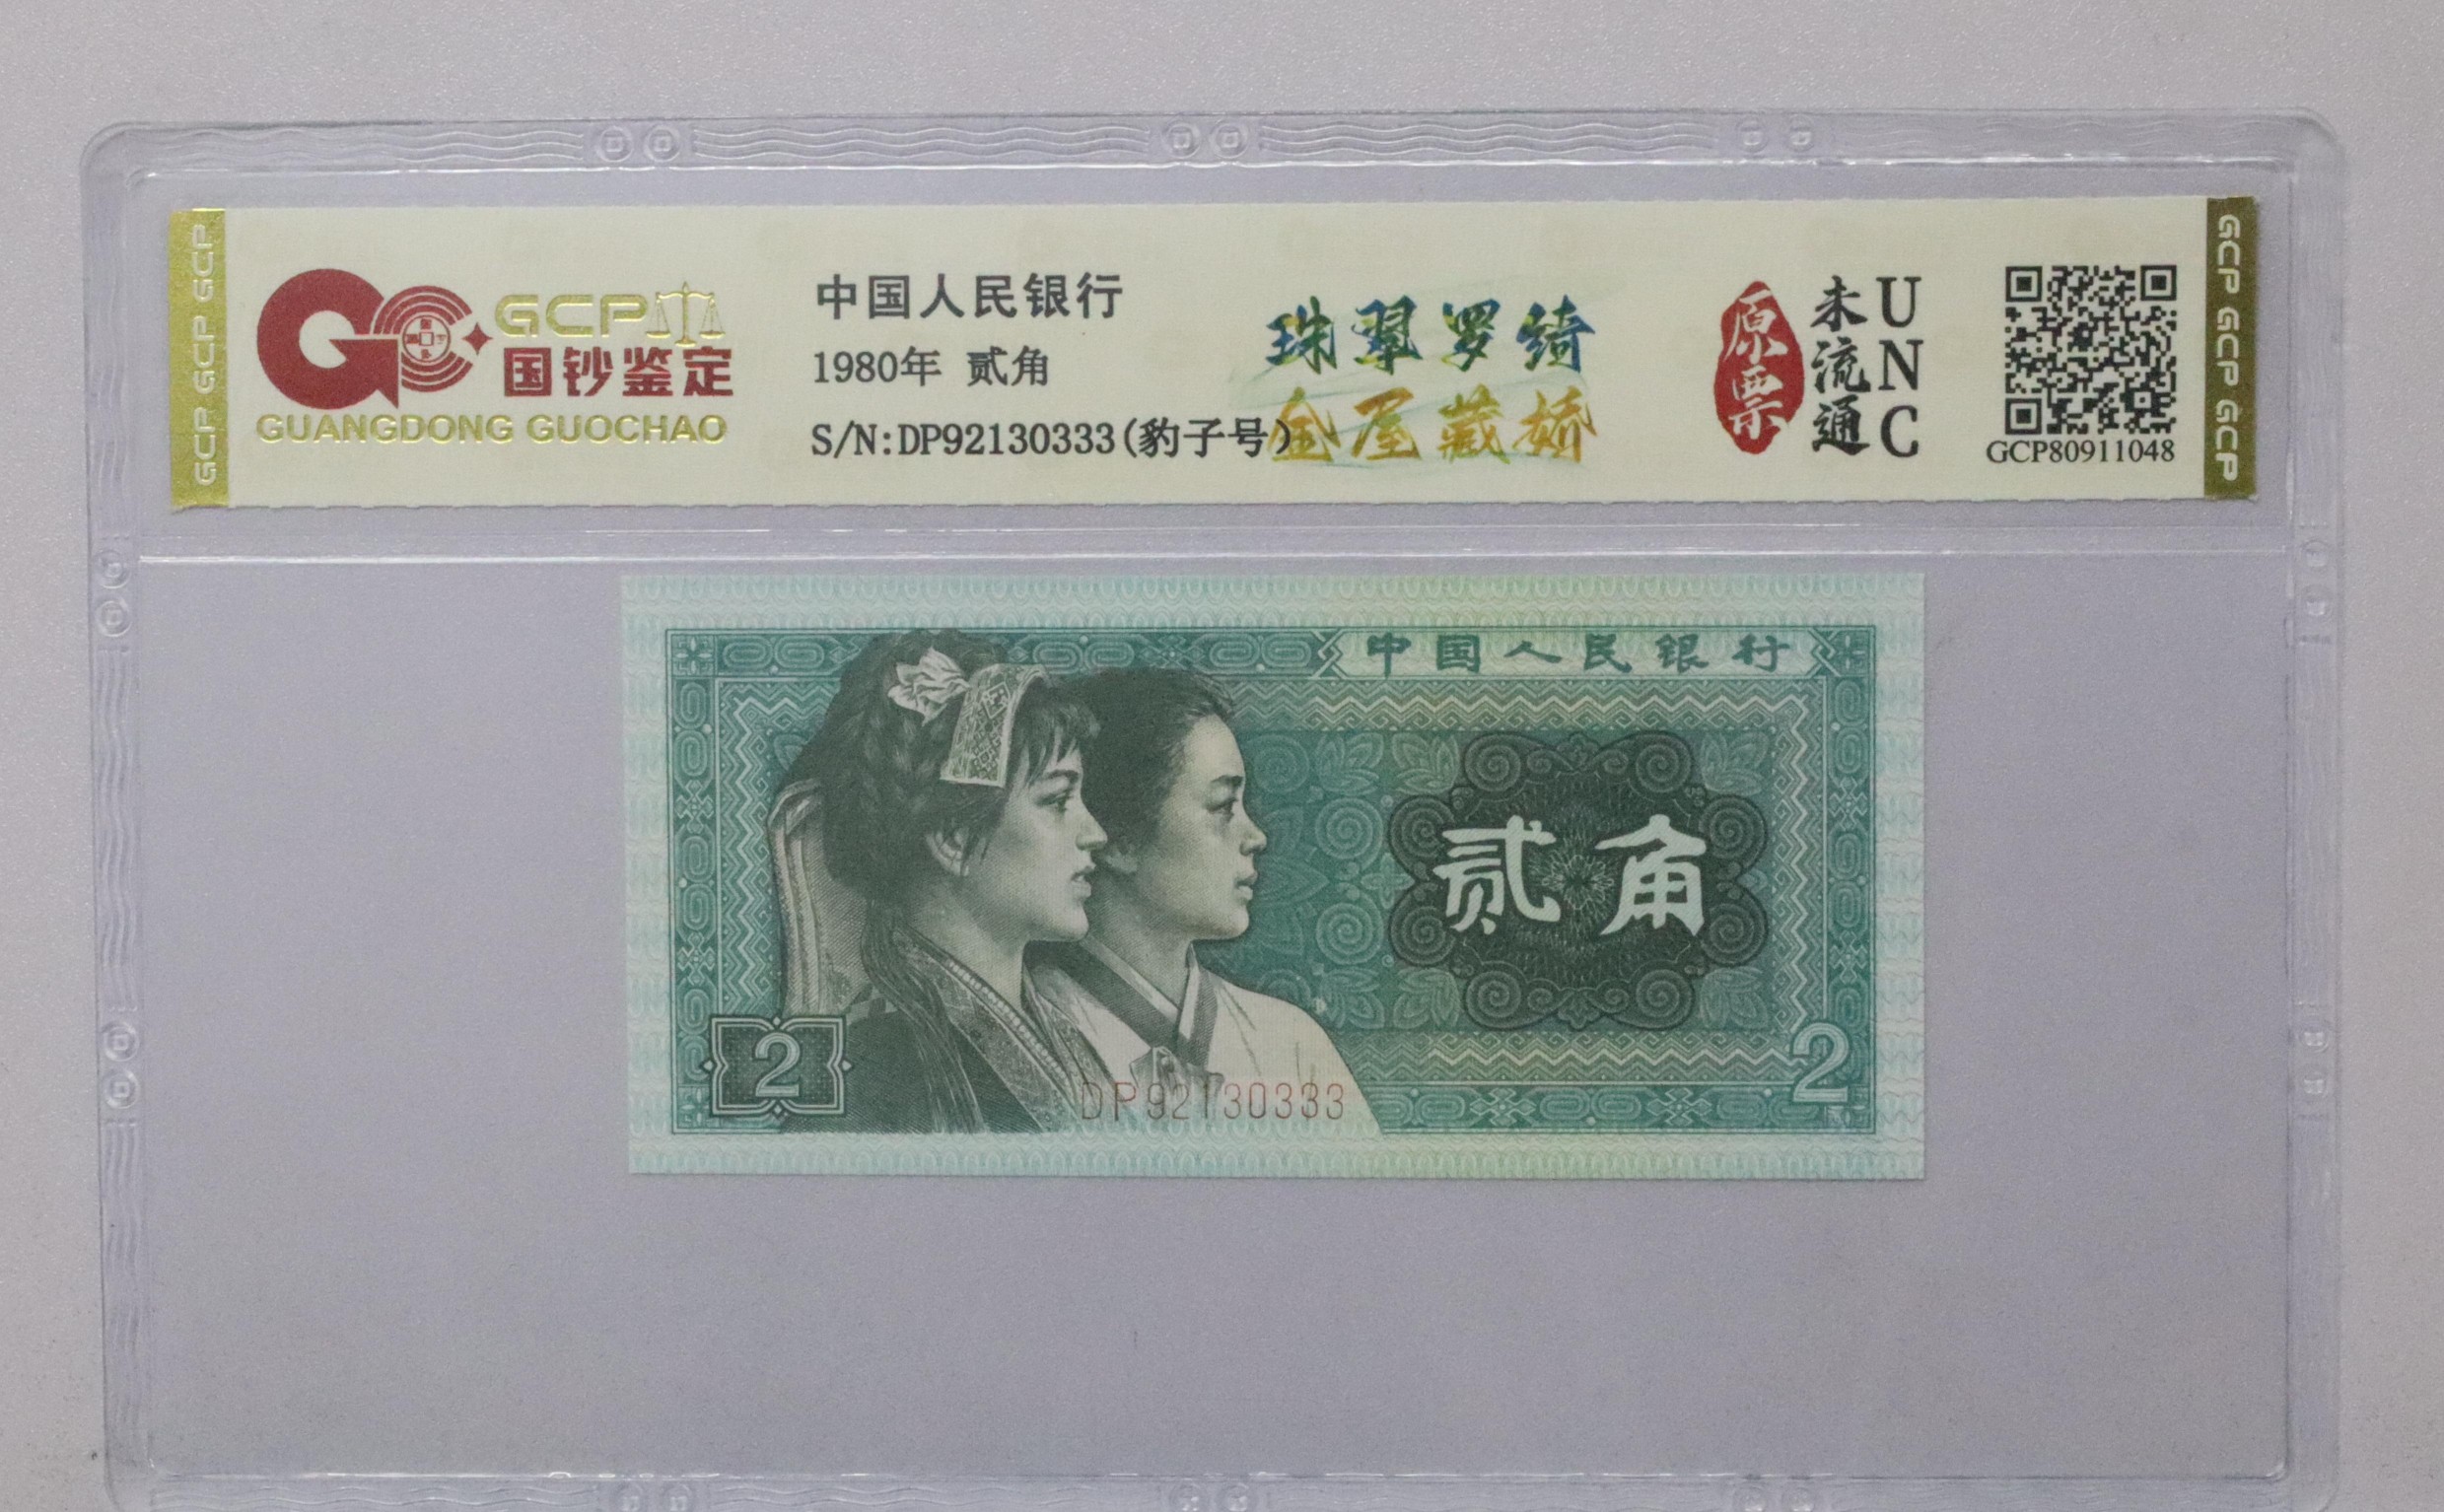 GCP GCP GCP
GCP
国钞鉴定
GUANGDONG GUOCHAO
中国人民银行
1980年 贰角
S/N:DP92130333(豹子号)
珠翠罗绮
金屋藏娇
原票
未流通
UNC
GCP80911048
GCP GCP GCP
中国人民银行
贰角
2
2
DP92130333